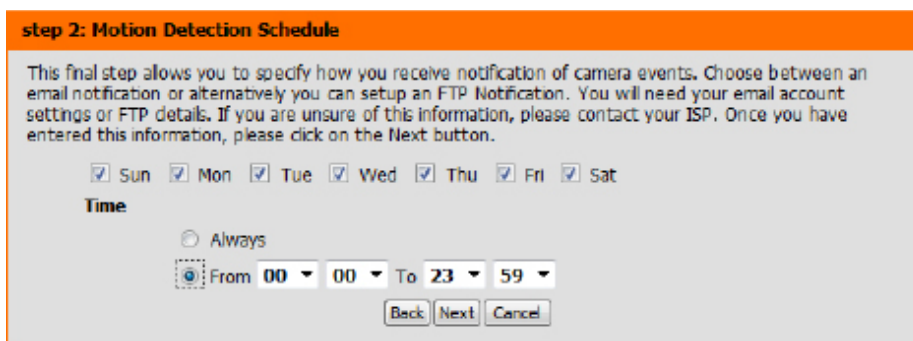 step 2: Motion Detection Schedule
This final step allows you to specify how you receive notification of camera events. Choose between an
email notification or alternatively you can setup an FTP Notification. You will need your email account
settings or FTP details. If you are unsure of this information, please contact your ISP. Once you have
entered this information, please click on the Next button.
Sun Mon Tue Wed Thu Fri Sat
Time
Always
From 00 00 To 23 59
Back Next Cancel